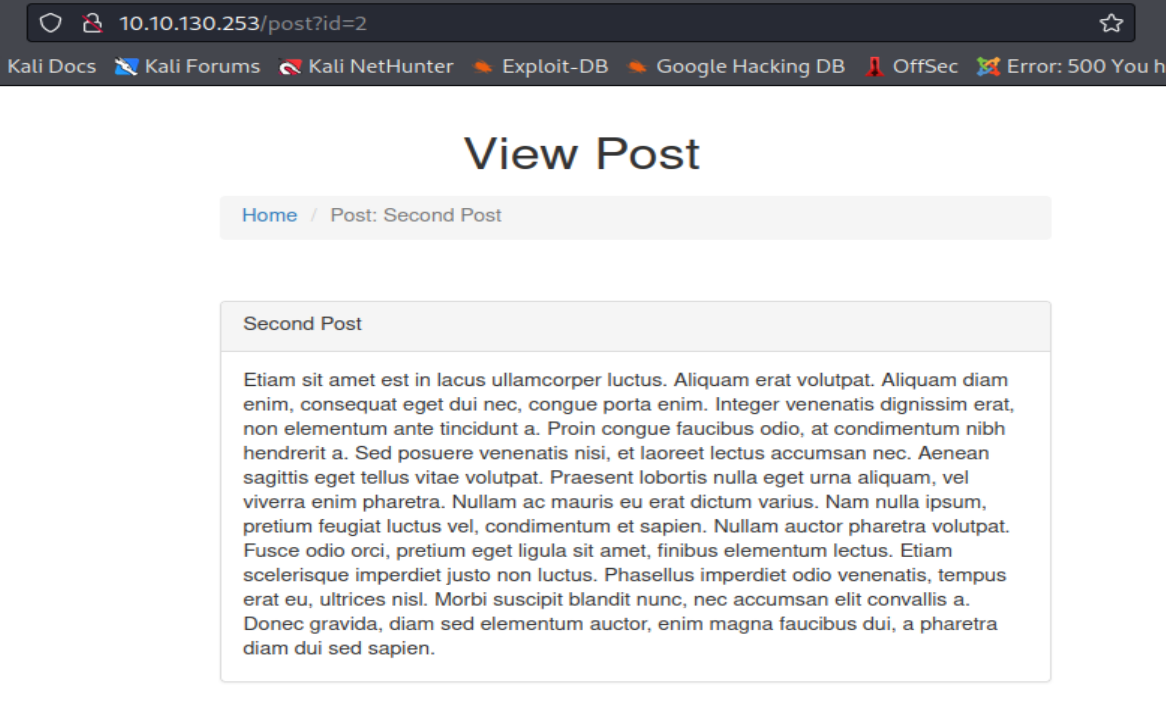 10.10.130.253/post?id=2
Kali Docs Kali Forums Kali NetHunter Exploit-DB Google Hacking DB OffSec Error: 500 You h
View Post
Home / Post: Second Post
Second Post
Etiam sit amet est in lacus ullamcorper luctus. Aliquam erat volutpat. Aliquam diam
enim, consequat eget dui nec, congue porta enim. Integer venenatis dignissim erat,
non elementum ante tincidunt a. Proin congue faucibus odio, at condimentum nibh
hendrerit a. Sed posuere venenatis nisi, et laoreet lectus accumsan nec. Aenean
sagittis eget tellus vitae volutpat. Praesent lobortis nulla eget urna aliquam, vel
viverra enim pharetra. Nullam ac mauris eu erat dictum varius. Nam nulla ipsum,
pretium feugiat luctus vel, condimentum et sapien. Nullam auctor pharetra volutpat.
Fusce odio orci, pretium eget ligula sit amet, finibus elementum lectus. Etiam
scelerisque imperdiet justo non luctus. Phasellus imperdiet odio venenatis, tempus
erat eu, ultrices nisl. Morbi suscipit blandit nunc, nec accumsan elit convallis a.
Donec gravida, diam sed elementum auctor, enim magna faucibus dui, a pharetra
diam dui sed sapien.